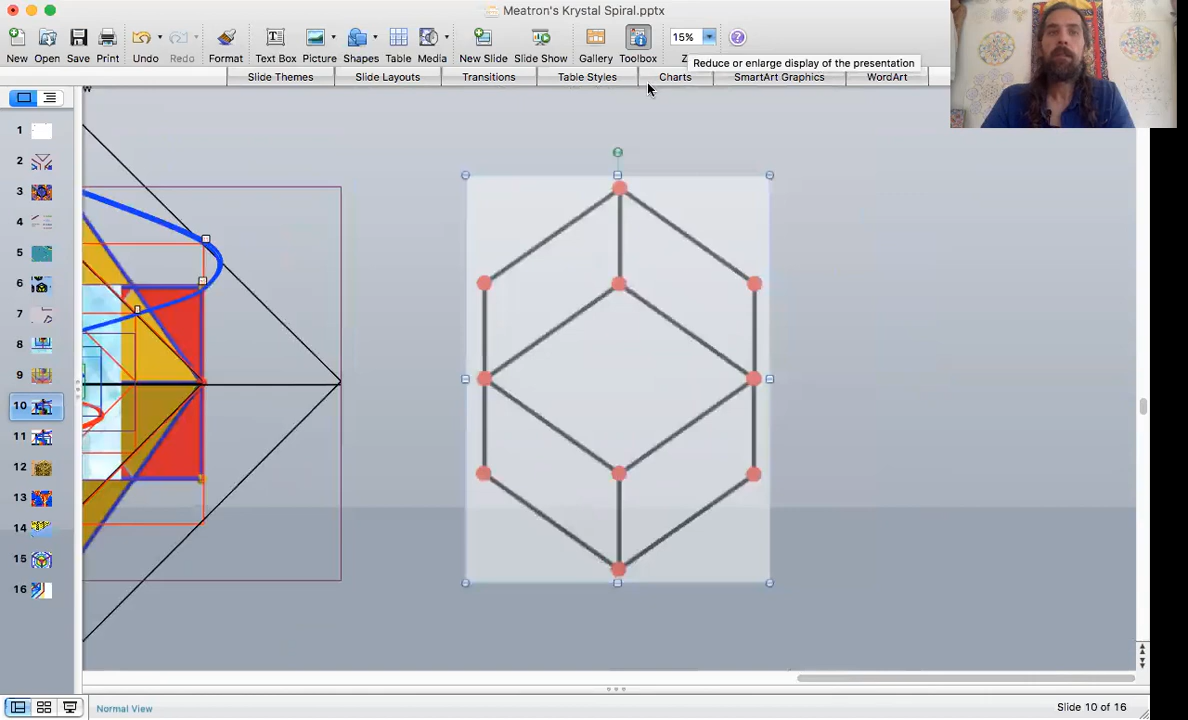 Meatron's Krystal Spiral.pptx
New Open Save Print Undo Redo Format Text Box Picture Shapes Table Media New Slide Slide Show Gallery Toolbox
15%
Reduce or enlarge display of the presentation
Slide Themes Slide Layouts Transitions Table Styles Charts SmartArt Graphics WordArt
1
2
3
4
5
6
7
8
9
10
11
12
13
14
15
16
Normal View
Slide 10 of 16